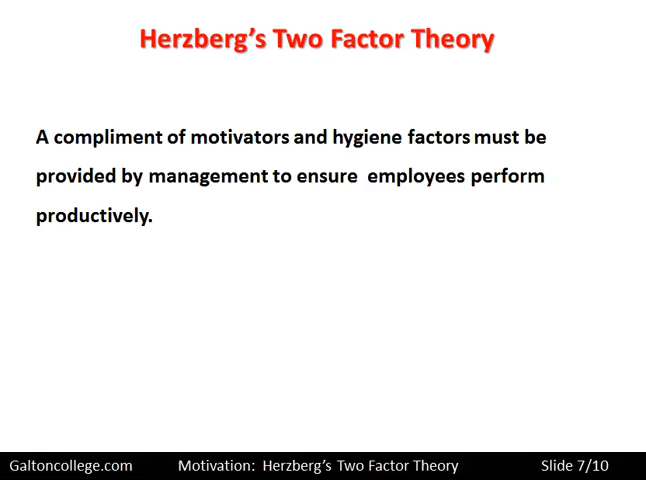 Herzberg's Two Factor Theory
A compliment of motivators and hygiene factors must be
provided by management to ensure  employees perform
productively.
Galtoncollege.com Motivation:  Herzberg's Two Factor Theory Slide 7/10